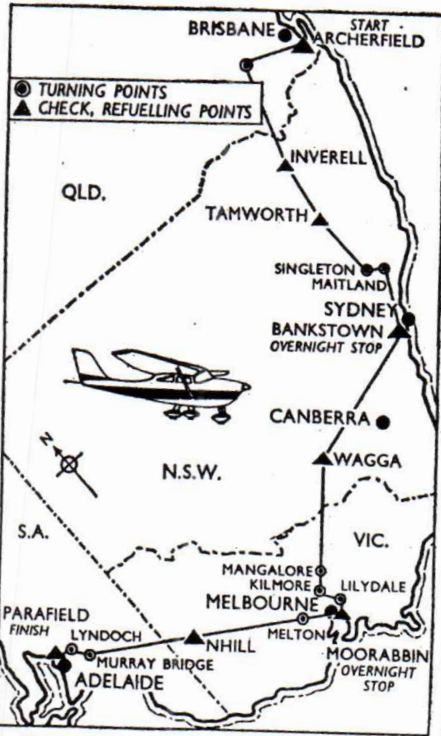 BRISBANE
START
ARCHERFIELD
TURNING POINTS
CHECK, REFUELLING POINTS
INVERELL
QLD.
TAMWORTH
SINGLETON
MAITLAND
SYDNEY
BANKSTOWN
OVERNIGHT STOP
CANBERRA
N
WAGGA
N.S.W.
S.A.
VIC.
MANGALORE
KILMORE
LILYDALE
MELBOURNE
PARAFIELD
FINISH
LYNDOCH
NHILL
MELTON
MURRAY BRIDGE
MOORABBIN
ADELAIDE
OVERNIGHT
STOP